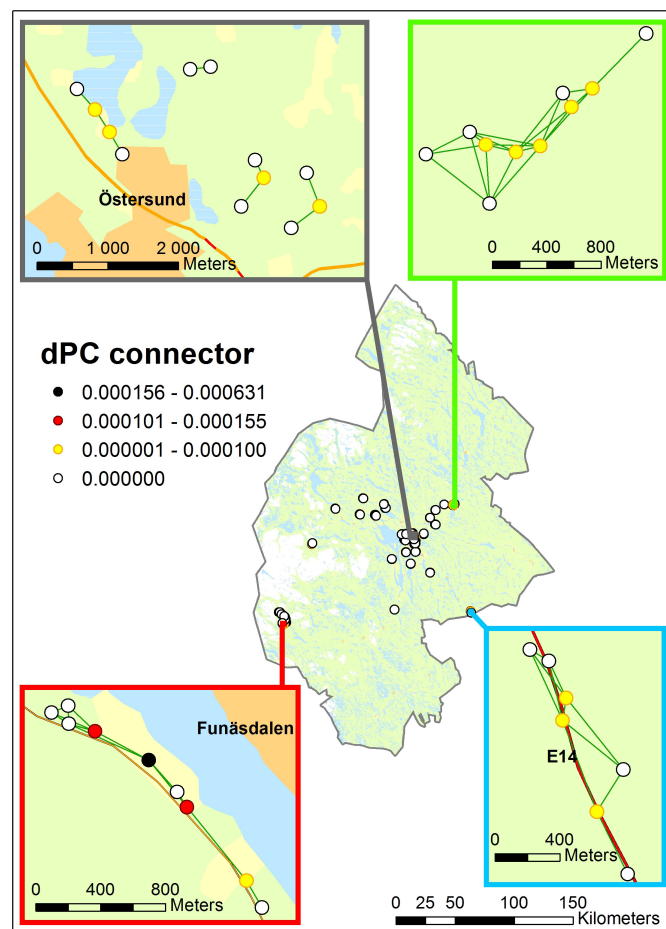 Östersund
0 1 000 2 000
Meters
0 400 800
Meters
dPC connector
0.000156 - 0.000631
0.000101 - 0.000155
0.000001 - 0.000100
0.000000
Funäsdalen
0 400 800
Meters
E14
0 400
Meters
0 25 50 100 150
Kilometers